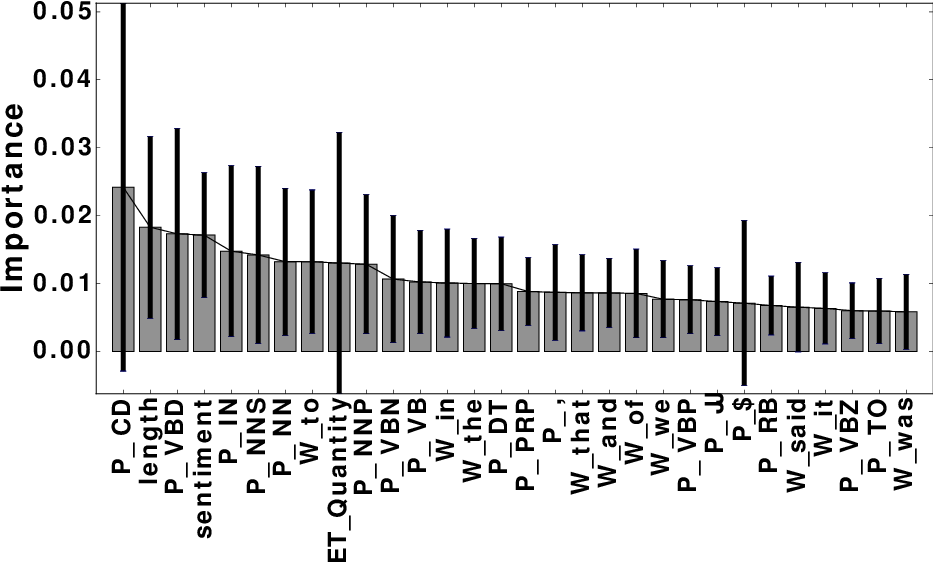 Importance
0.05
0.04
0.03
0.02
0.01
0.00
P_CD
length
P_VBD
sentiment
P_IN
P_NNS
P_NN
W_to
ET_Quantity
P_NNP
P_VBN
P_VB
W_in
W_the
P_DT
P_PRP
P_,
W_that
W_and
W_of
W_we
P_VBP
P_JJ
P_$
P_RB
W_said
W_it
P_VBZ
P_TO
W_was